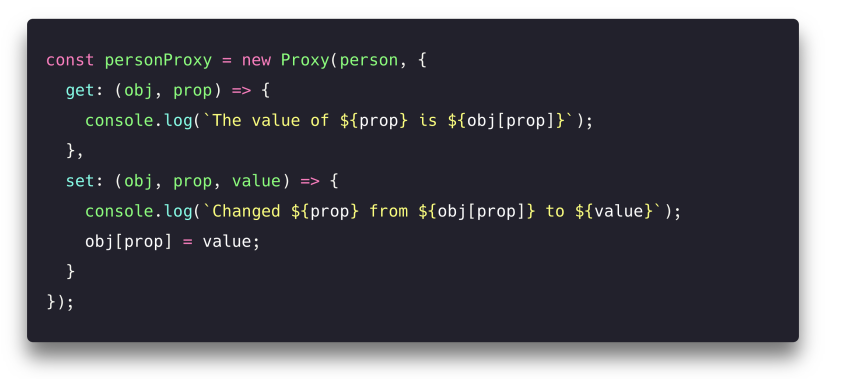 const personProxy = new Proxy(person, {
  get: (obj, prop) => {
    console.log(`The value of ${prop} is ${obj[prop]}`);
  },
  set: (obj, prop, value) => {
    console.log(`Changed ${prop} from ${obj[prop]} to ${value}`);
    obj[prop] = value;
  }
});